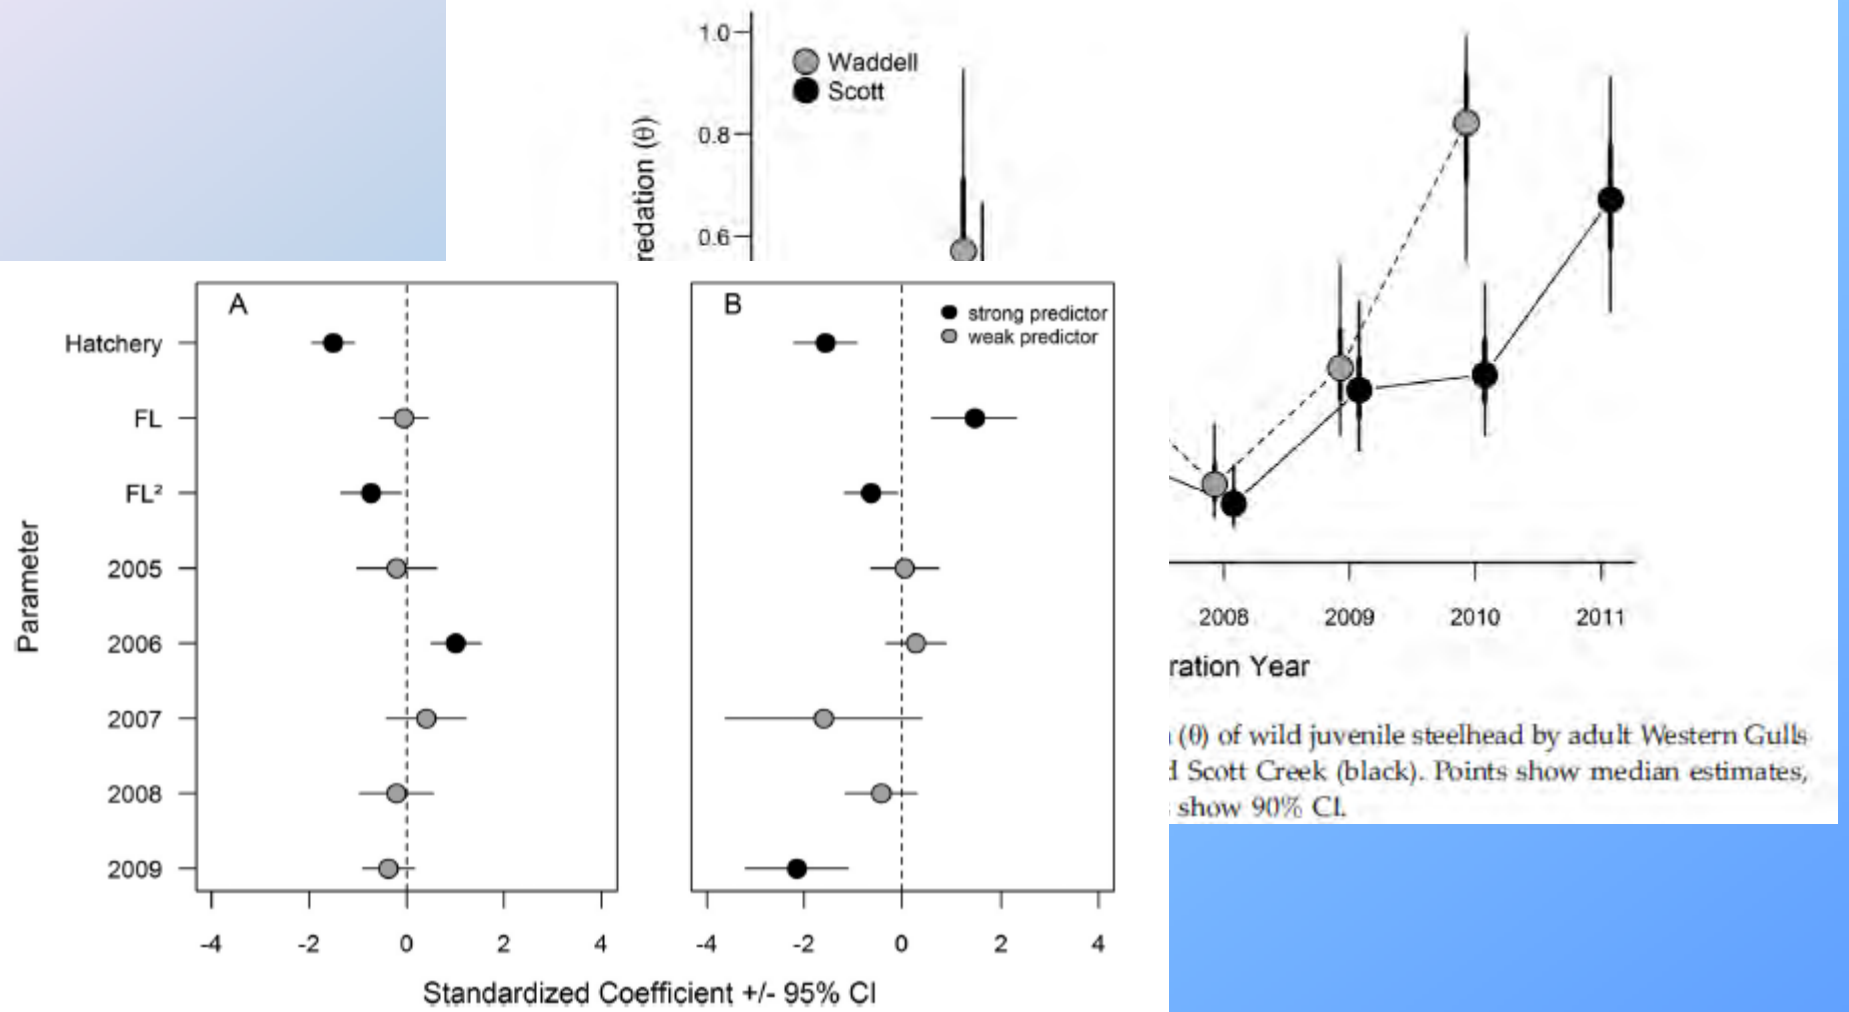 1.0
0.8
0.6
Waddell
Scott
redation (θ)
2008 2009 2010 2011
ration Year
(θ) of wild juvenile steelhead by adult Western Gulls
Scott Creek (black). Points show median estimates,
show 90% CI.
A
B
strong predictor
weak predictor
Parameter
Hatchery
FL
FL²
2005
2006
2007
2008
2009
-4 -2 0 2 4
-4 -2 0 2 4
Standardized Coefficient +/- 95% CI